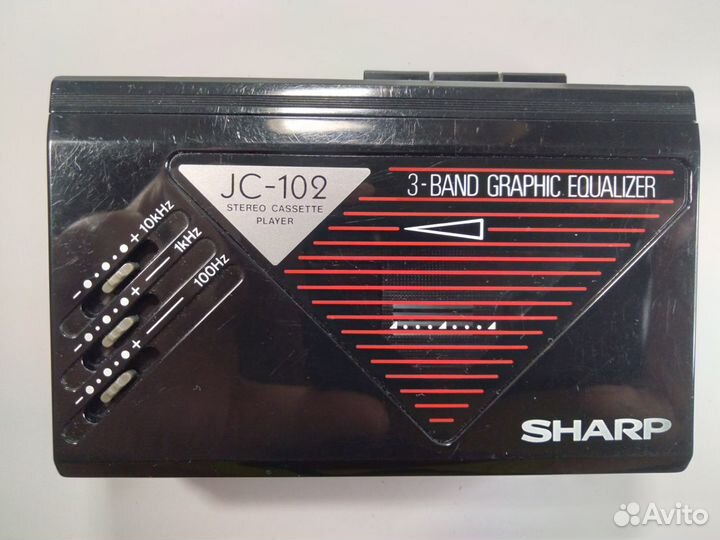 JC-102
STEREO CASSETTE
PLAYER
3-BAND GRAPHIC EQUALIZER
- + 10kHz
- + 1kHz
- + 100Hz
SHARP
Avito